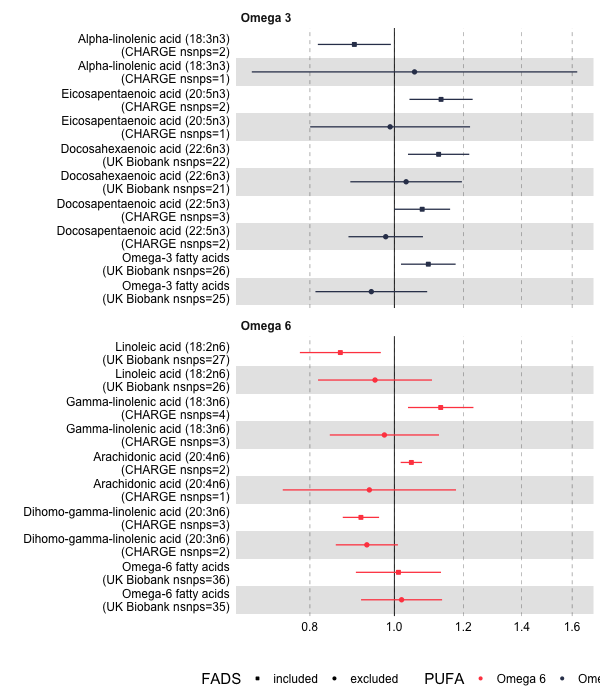 Omega 3
Alpha-linolenic acid (18:3n3)
(CHARGE nsnps=2)
Alpha-linolenic acid (18:3n3)
(CHARGE nsnps=1)
Eicosapentaenoic acid (20:5n3)
(CHARGE nsnps=2)
Eicosapentaenoic acid (20:5n3)
(CHARGE nsnps=1)
Docosahexaenoic acid (22:6n3)
(UK Biobank nsnps=22)
Docosahexaenoic acid (22:6n3)
(UK Biobank nsnps=21)
Docosapentaenoic acid (22:5n3)
(CHARGE nsnps=3)
Docosapentaenoic acid (22:5n3)
(CHARGE nsnps=2)
Omega-3 fatty acids
(UK Biobank nsnps=26)
Omega-3 fatty acids
(UK Biobank nsnps=25)
Omega 6
Linoleic acid (18:2n6)
(UK Biobank nsnps=27)
Linoleic acid (18:2n6)
(UK Biobank nsnps=26)
Gamma-linolenic acid (18:3n6)
(CHARGE nsnps=4)
Gamma-linolenic acid (18:3n6)
(CHARGE nsnps=3)
Arachidonic acid (20:4n6)
(CHARGE nsnps=2)
Arachidonic acid (20:4n6)
(CHARGE nsnps=1)
Dihomo-gamma-linolenic acid (20:3n6)
(CHARGE nsnps=3)
Dihomo-gamma-linolenic acid (20:3n6)
(CHARGE nsnps=2)
Omega-6 fatty acids
(UK Biobank nsnps=36)
Omega-6 fatty acids
(UK Biobank nsnps=35)
0.8 1.0 1.2 1.4 1.6
FADS included excluded PUFA Omega 6 Ome